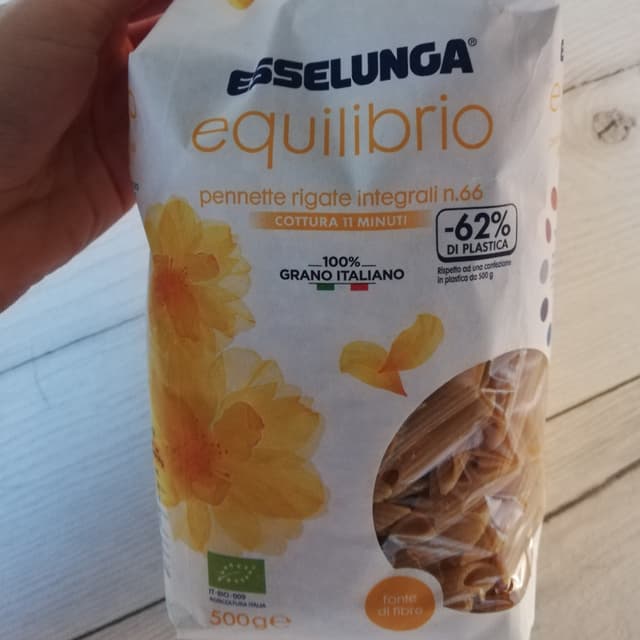 ESSELUNGA®
equilibrio
pennette rigate integrali n.66
COTTURA 11 MINUTI
-62%
DI PLASTICA
Rispetto ad una confezione
in plastica da 500 g
100%
GRANO ITALIANO
IT-BIO-009
AGRICOLTURA ITALIA
500g e
fonte
di fibre